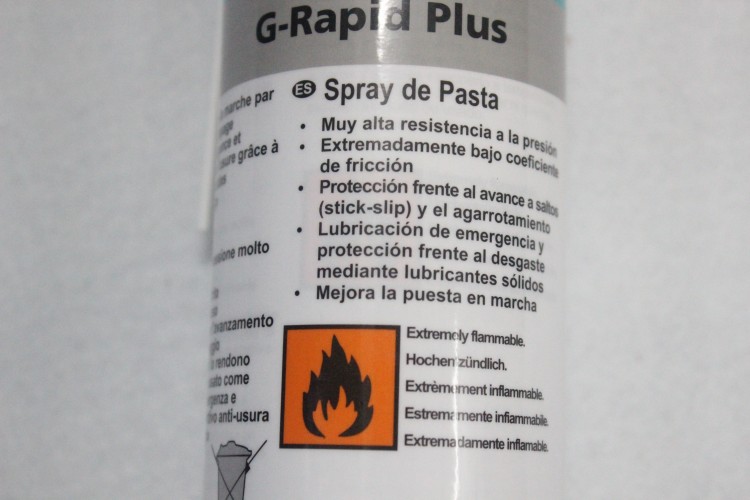 G-Rapid Plus
marche par
et
grâce à
ES Spray de Pasta
• Muy alta resistencia a la presión
• Extremadamente bajo coeficiente
de fricción
• Protección frente al avance a saltos
(stick-slip) y el agarrotamiento
• Lubricación de emergencia y
protección frente al desgaste
mediante lubricantes sólidos
• Mejora la puesta en marcha
molto
rendono
come
e
anti-usura
Extremely flammable.
Hochentzündlich.
Extrêmement inflammable.
Estremamente infiammabile.
Extremadamente inflamable.